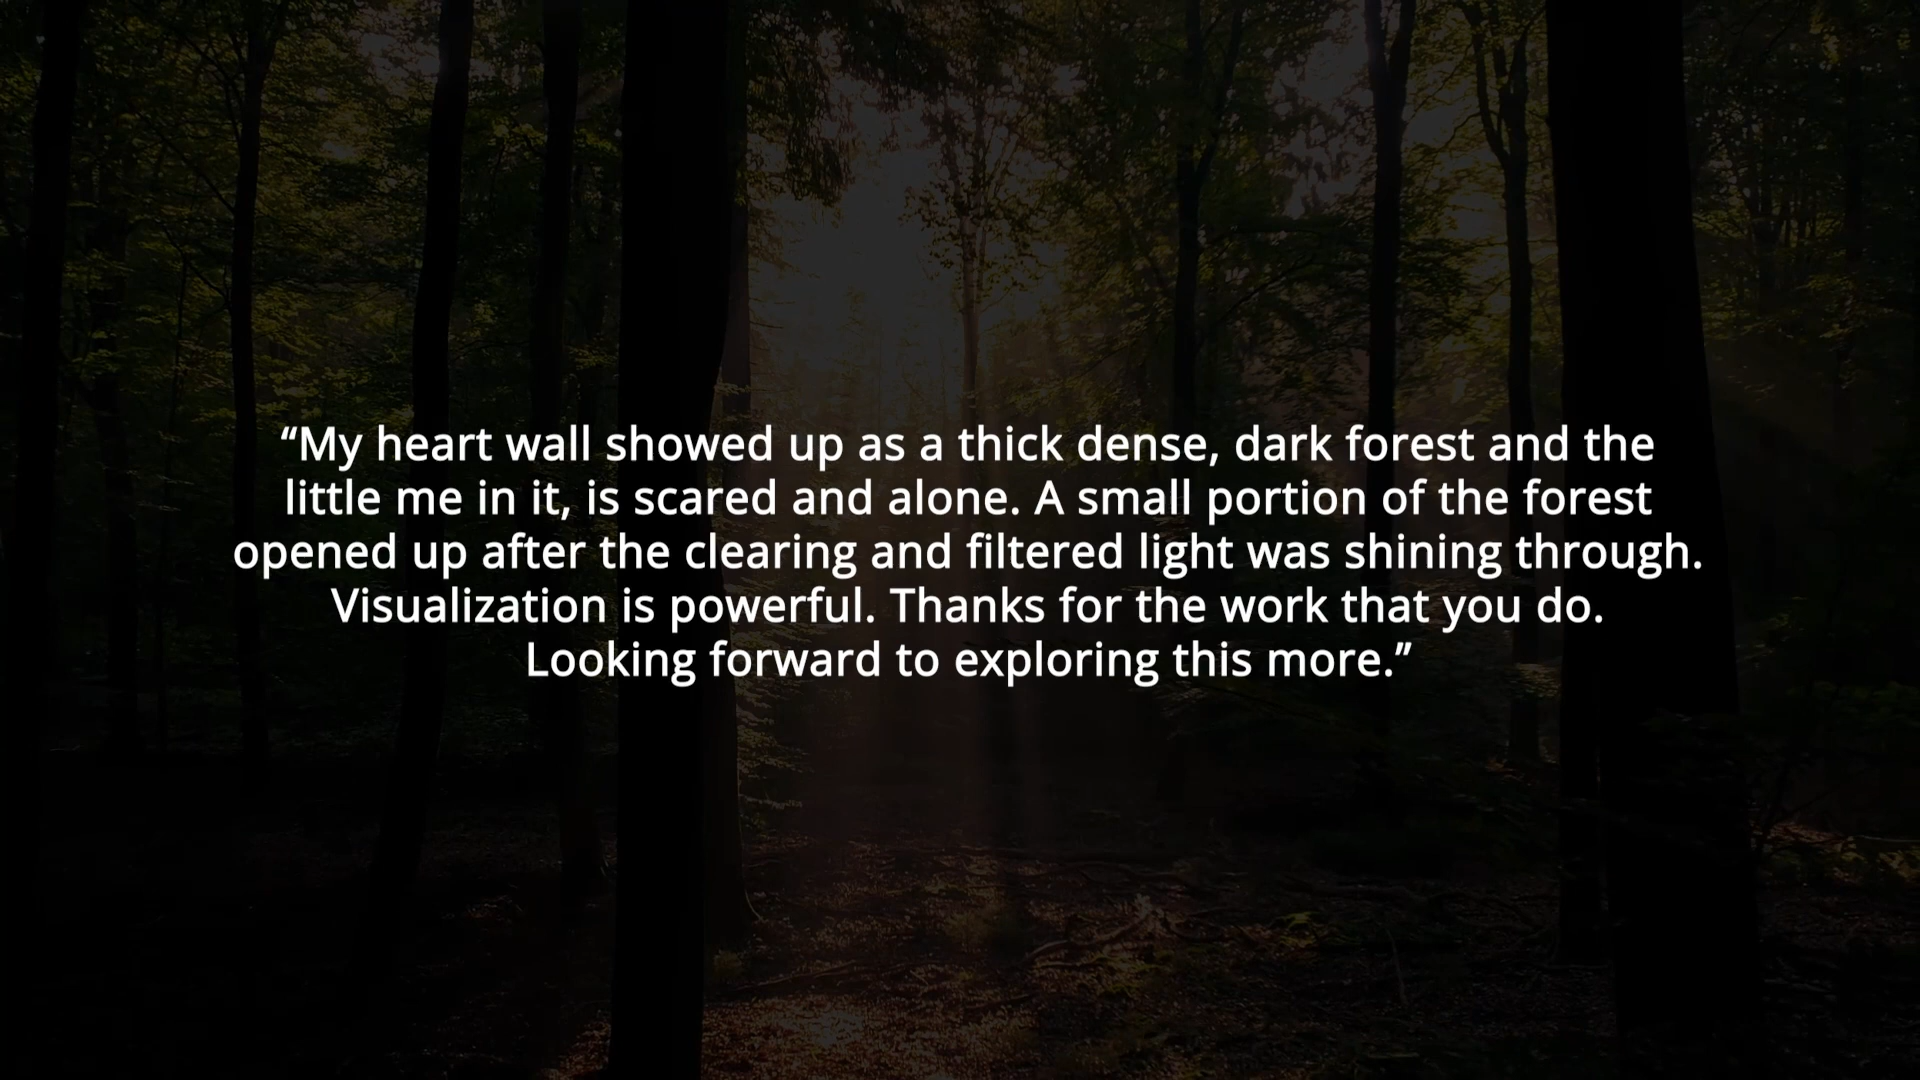 “My heart wall showed up as a thick dense, dark forest and the
little me in it, is scared and alone. A small portion of the forest
opened up after the clearing and filtered light was shining through.
Visualization is powerful. Thanks for the work that you do.
Looking forward to exploring this more.”